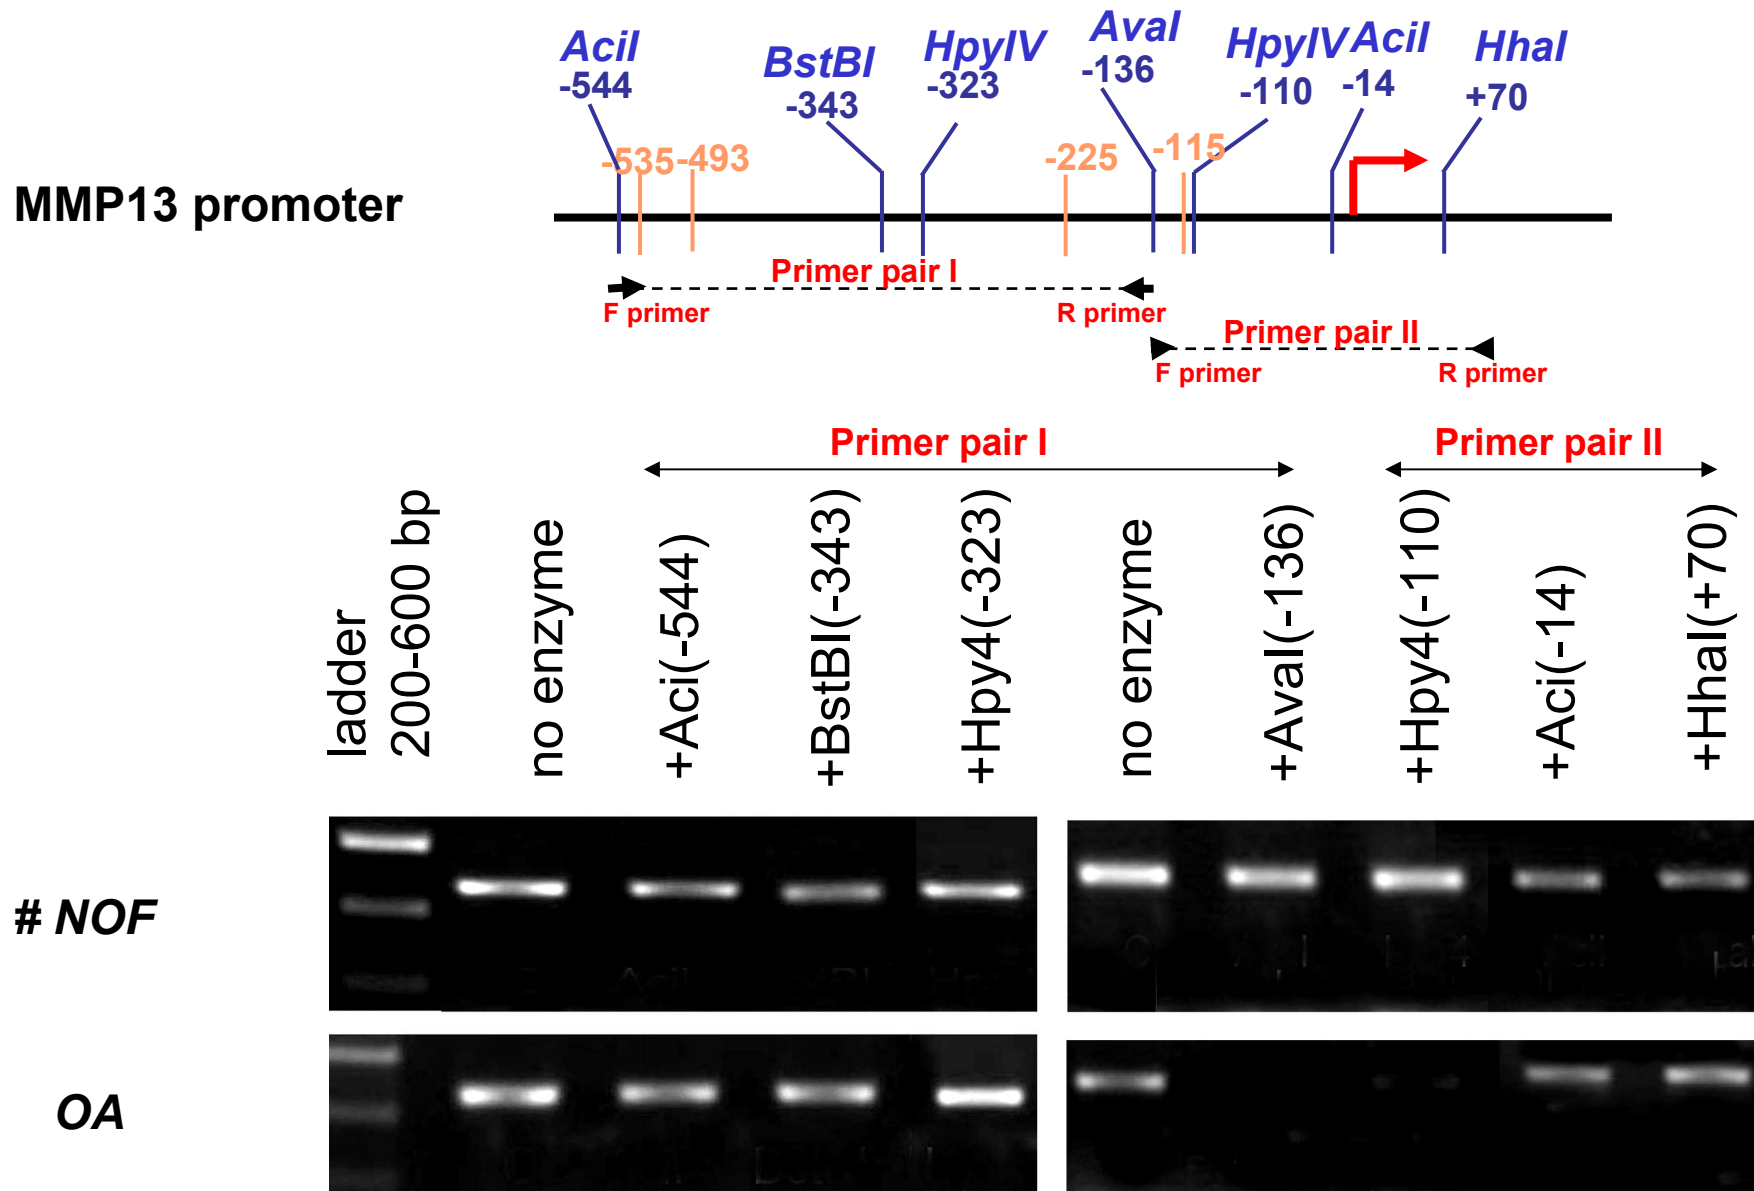 AciI
-544
BstBI
-343
HpyIV
-323
AvaI
-136
HpyIV
-110
AciI
-14
HhaI
+70
-535
-493
-225
-115
MMP13 promoter
Primer pair I
F primer
R primer
Primer pair II
F primer
R primer
Primer pair I
Primer pair II
ladder
200-600 bp
no enzyme
+Aci(-544)
+BstBI(-343)
+Hpy4(-323)
no enzyme
+AvaI(-136)
+Hpy4(-110)
+Aci(-14)
+HhaI(+70)
# NOF
OA